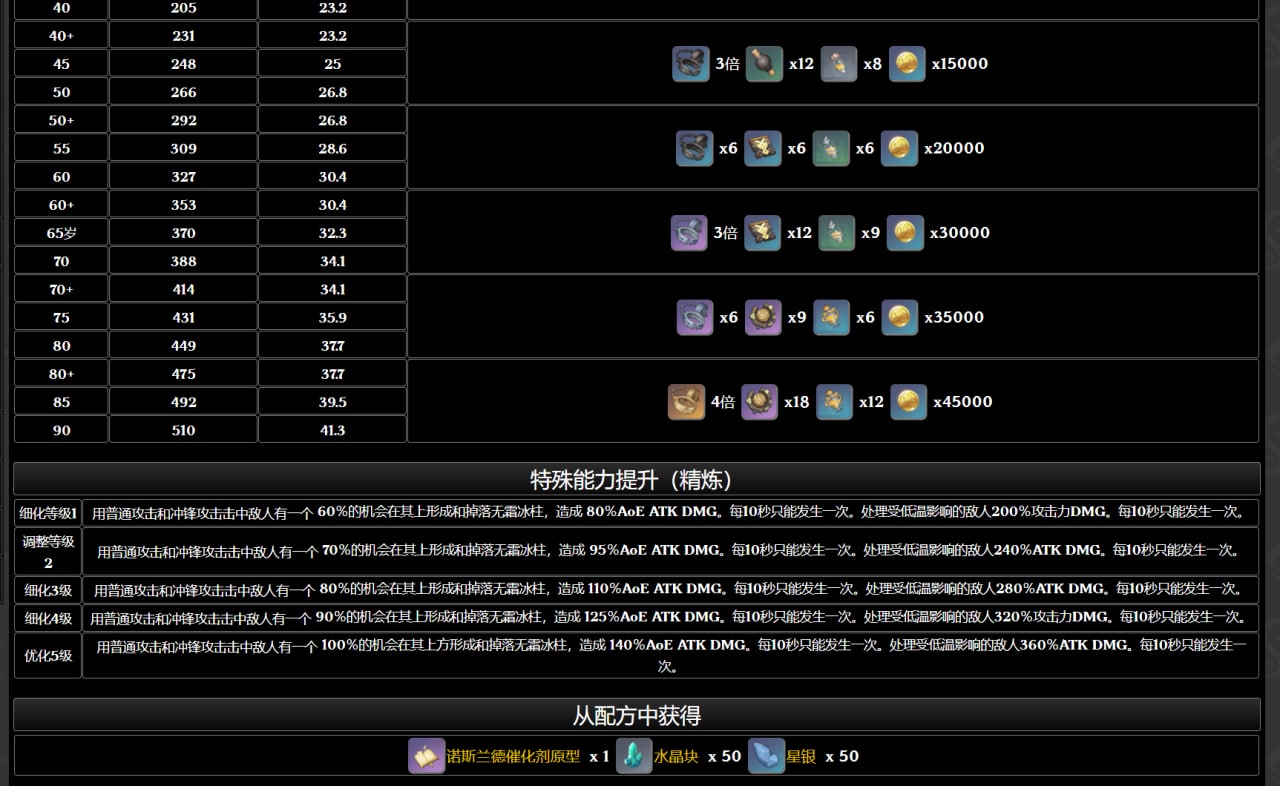 40 205 23.2
40+ 231 23.2
45 248 25
50 266 26.8
3倍 x12 x8 x15000
50+ 292 26.8
55 309 28.6
60 327 30.4
x6 x6 x6 x20000
60+ 353 30.4
65岁 370 32.3
70 388 34.1
3倍 x12 x9 x30000
70+ 414 34.1
75 431 35.9
80 449 37.7
x6 x9 x6 x35000
80+ 475 37.7
85 492 39.5
90 510 41.3
4倍 x18 x12 x45000
特殊能力提升（精炼）
细化等级1 用普通攻击和冲锋攻击击中敌人有一个 60%的机会在其上形成和掉落无霜冰柱，造成 80%AoE ATK DMG。每10秒只能发生一次。处理受低温影响的敌人200%攻击力DMG。每10秒只能发生一次。
调整等级
2
用普通攻击和冲锋攻击击中敌人有一个 70%的机会在其上形成和掉落无霜冰柱，造成 95%AoE ATK DMG。每10秒只能发生一次。处理受低温影响的敌人240%ATK DMG。每10秒只能发生一次。
细化3级 用普通攻击和冲锋攻击击中敌人有一个 80%的机会在其上形成和掉落无霜冰柱，造成 110%AoE ATK DMG。每10秒只能发生一次。处理受低温影响的敌人280%ATK DMG。每10秒只能发生一次。
细化4级 用普通攻击和冲锋攻击击中敌人有一个 90%的机会在其上形成和掉落无霜冰柱，造成 125%AoE ATK DMG。每10秒只能发生一次。处理受低温影响的敌人320%攻击力DMG。每10秒只能发生一次。
优化5级 用普通攻击和冲锋攻击击中敌人有一个 100%的机会在其上方形成和掉落无霜冰柱，造成 140%AoE ATK DMG。每10秒只能发生一次。处理受低温影响的敌人360%ATK DMG。每10秒只能发生一
次。
从配方中获得
诺斯兰德催化剂原型 x 1 水晶块 x 50 星银 x 50